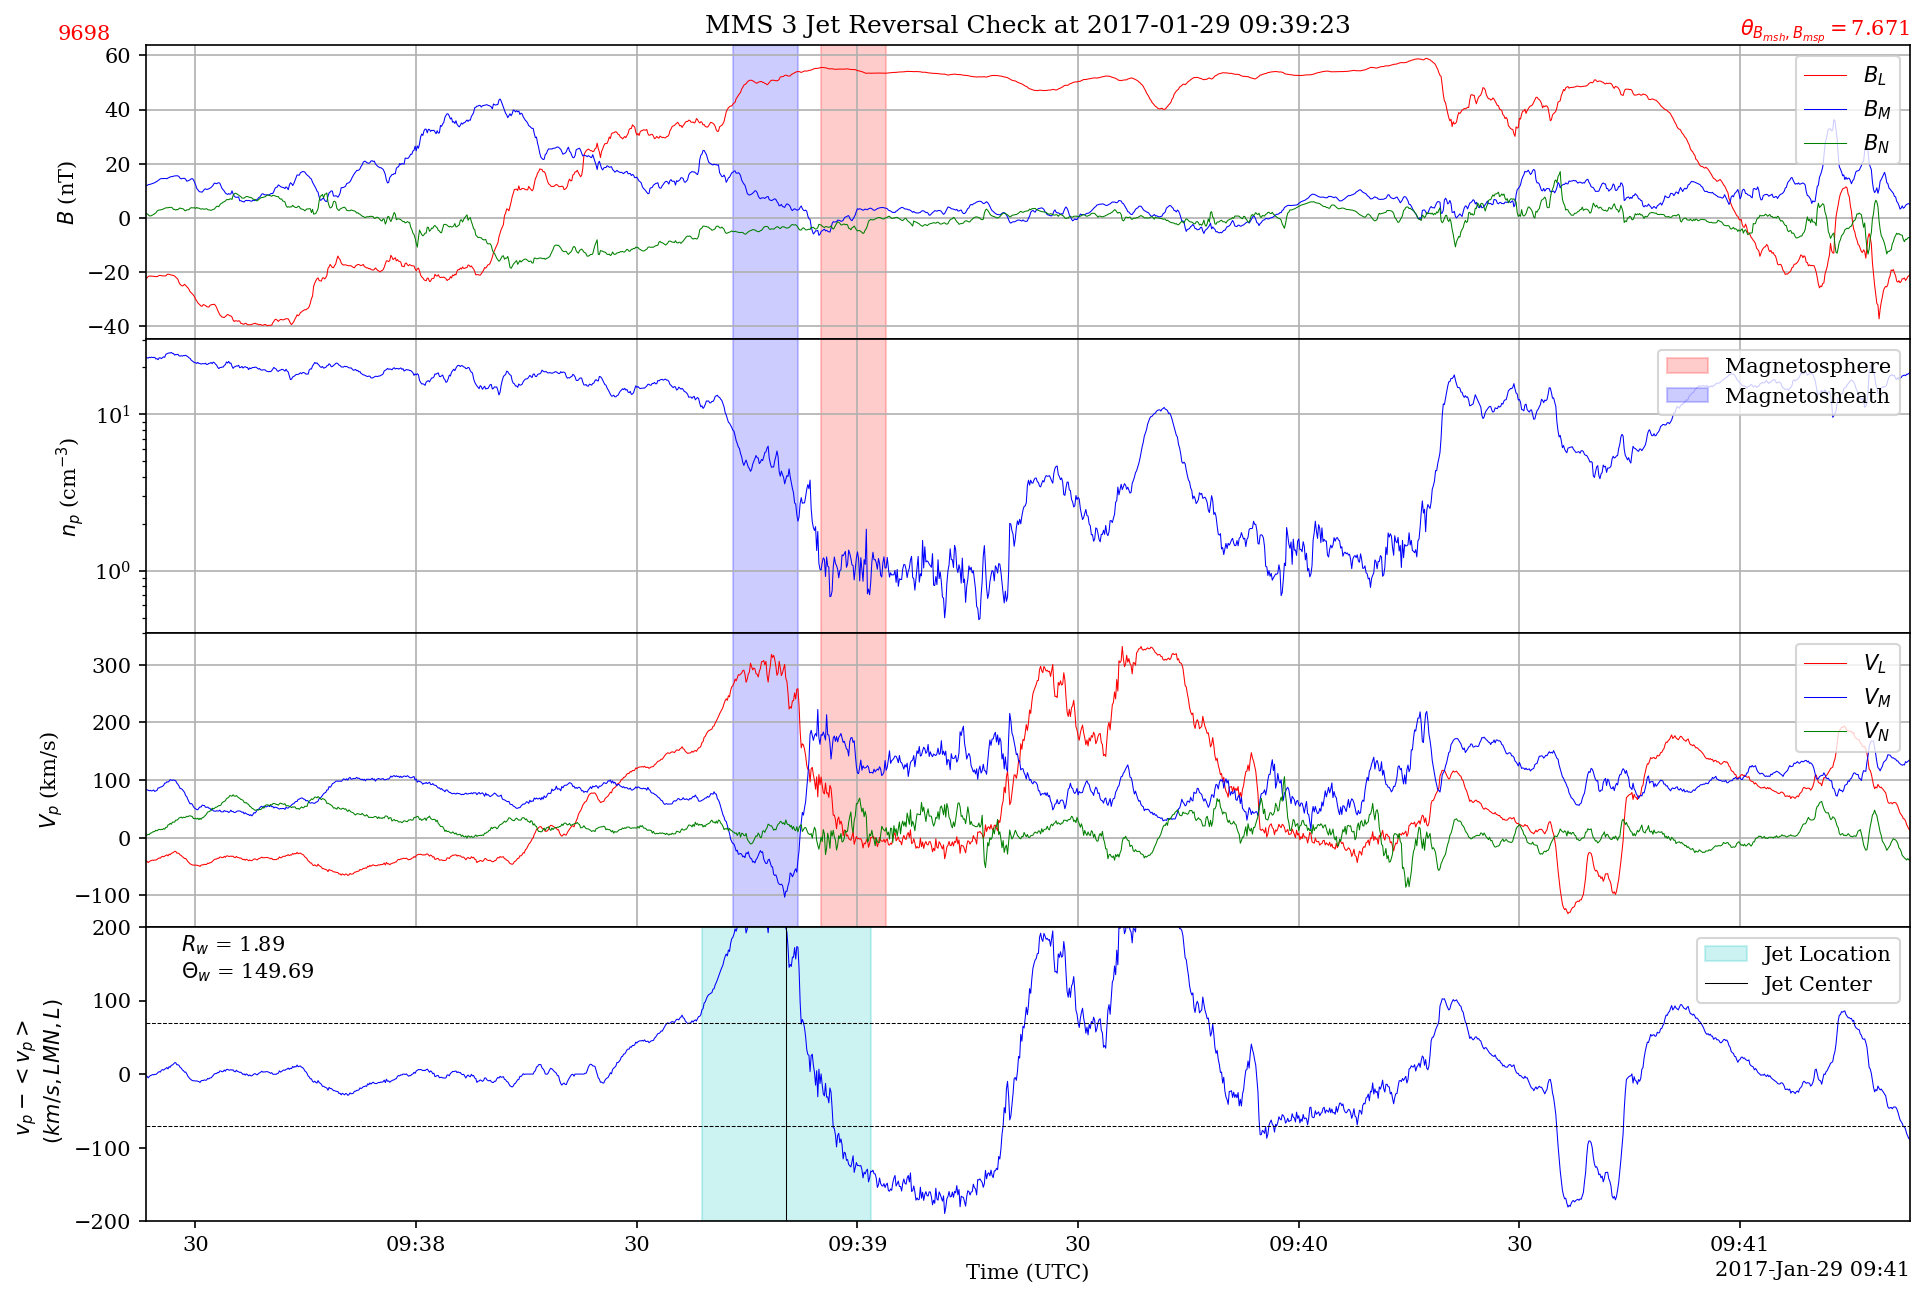 MMS 3 Jet Reversal Check at 2017-01-29 09:39:23
9698
θ_{B_{msh}, B_{msp}} = 7.671
60
40
20
0
−20
−40
B (nT)
B_L
B_M
B_N
10^1
10^0
n_p (cm^{−3})
Magnetosphere
Magnetosheath
300
200
100
0
−100
V_p (km/s)
V_L
V_M
V_N
200
100
0
−100
−200
v_p − < v_p >
(km/s, LMN, L)
R_w = 1.89
Θ_w = 149.69
Jet Location
Jet Center
30
09:38
30
09:39
30
09:40
30
09:41
Time (UTC)
2017-Jan-29 09:41